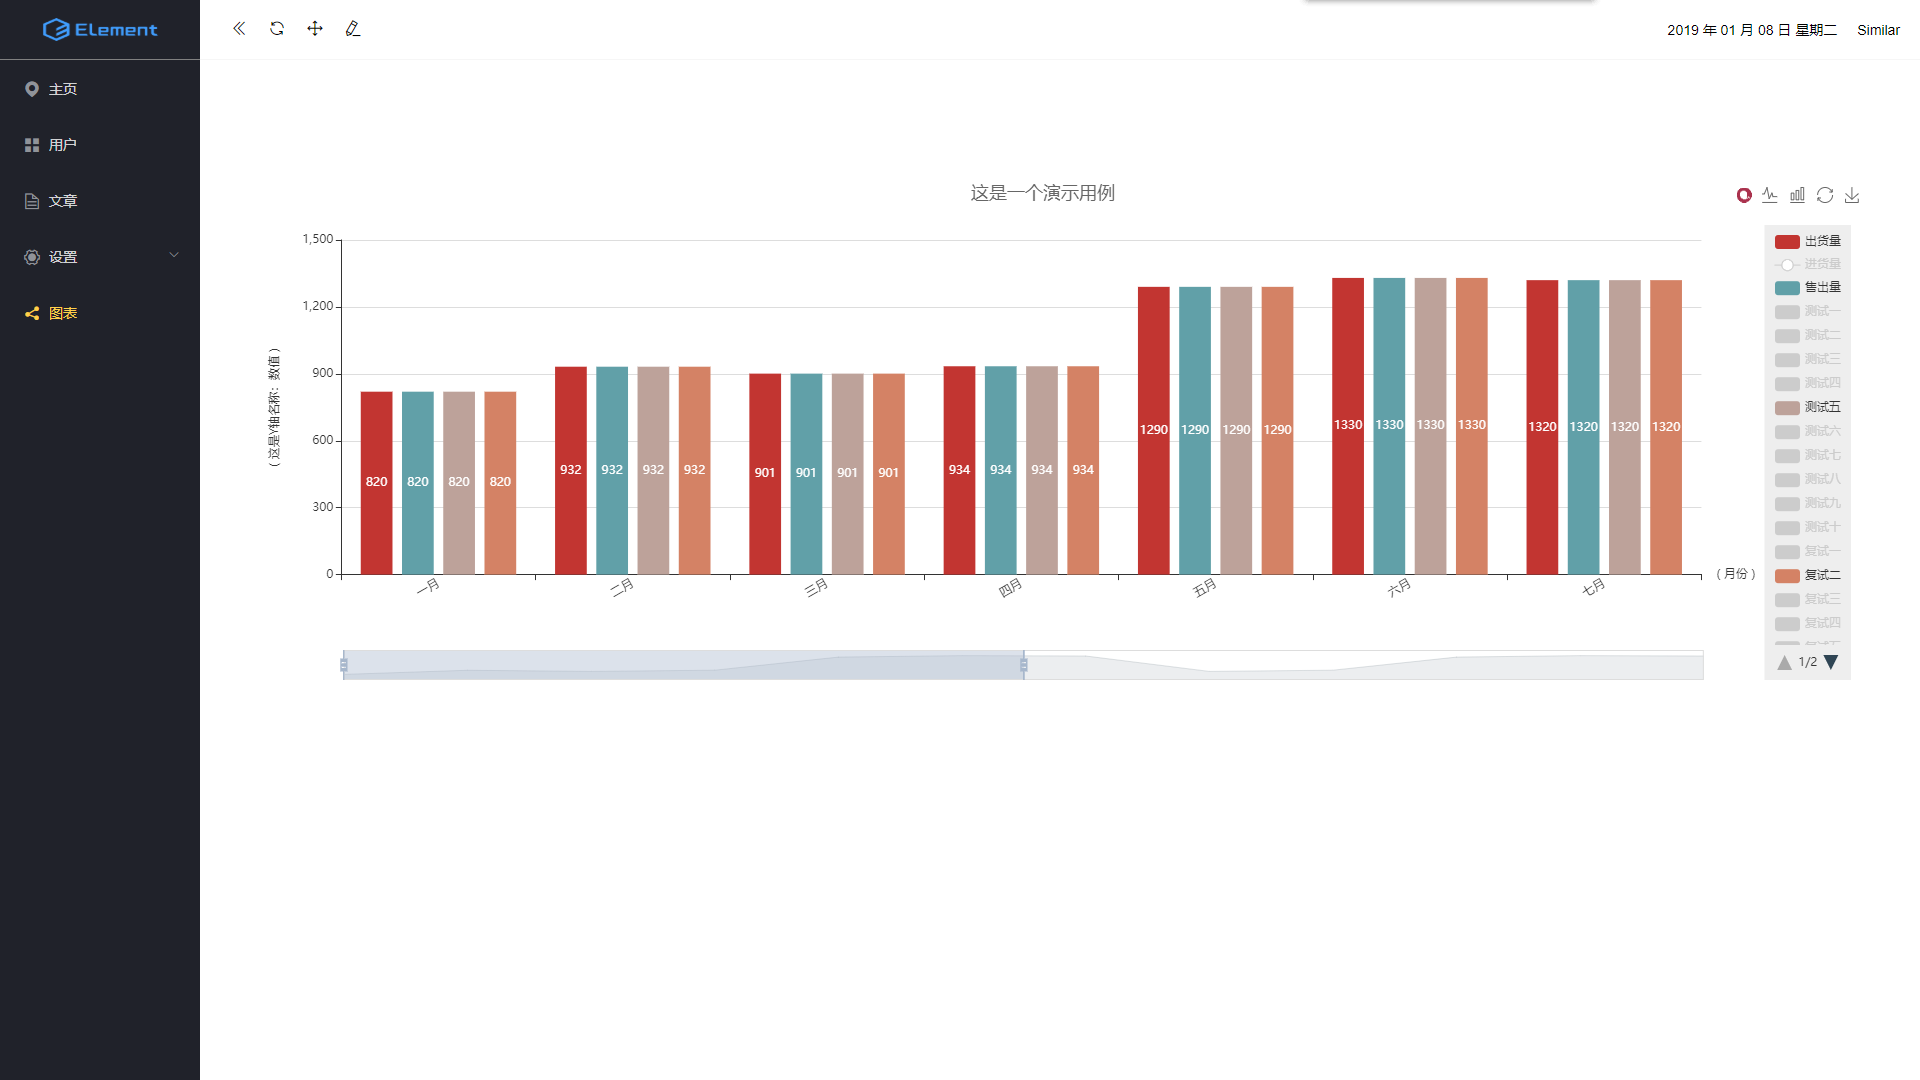 Element
2019 年 01 月 08 日 星期二 Similar
主页
用户
文章
设置
图表
这是一个演示用例
(这是Y轴名称：数值)
1,500
1,200
900
600
300
0
820 820 820 820
932 932 932 932
901 901 901 901
934 934 934 934
1290 1290 1290 1290
1330 1330 1330 1330
1320 1320 1320 1320
一月 二月 三月 四月 五月 六月 七月
(月份)
出货量
进货量
售出量
测试一
测试二
测试三
测试四
测试五
测试六
测试七
测试八
测试九
测试十
复试一
复试二
复试三
复试四
1/2